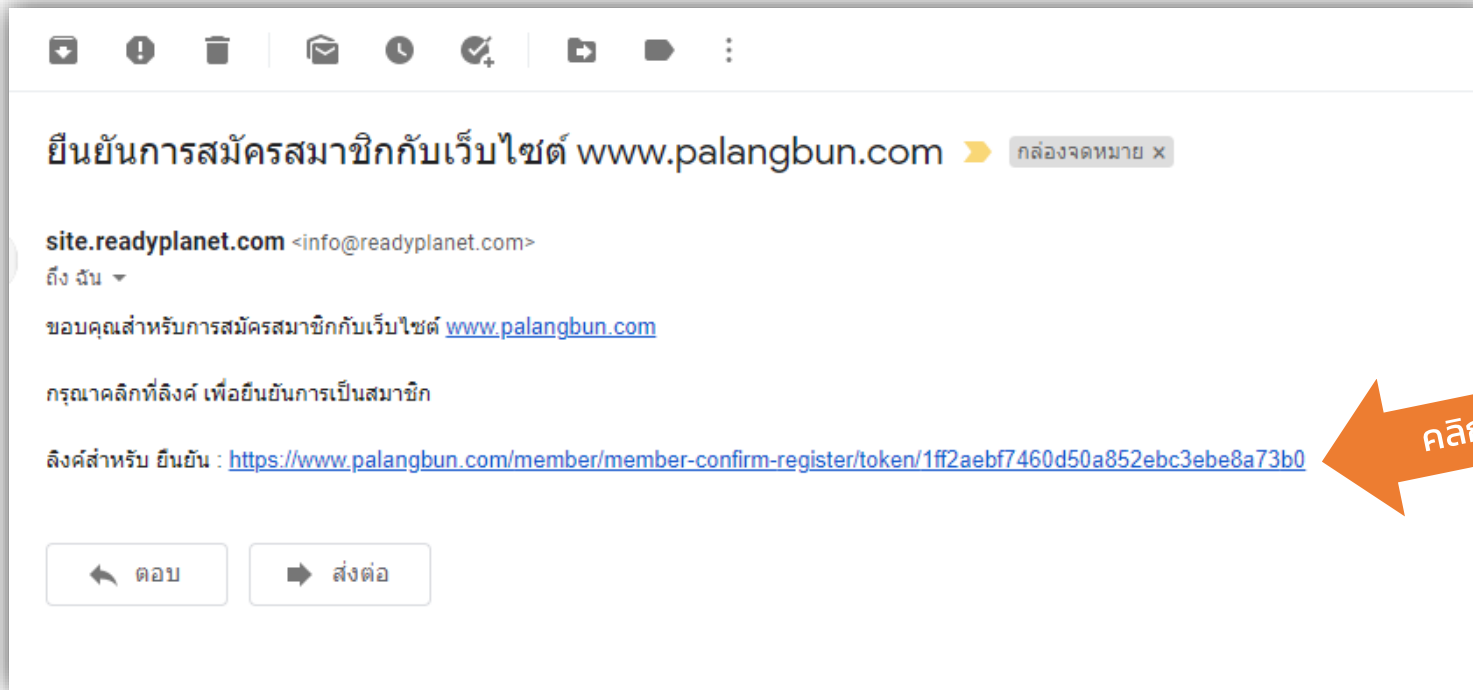 ยืนยันการสมัครสมาชิกกับเว็บไซต์ www.palangbun.com กล่องจดหมาย x
site.readyplanet.com <info@readyplanet.com>
ถึง ฉัน
ขอบคุณสำหรับการสมัครสมาชิกกับเว็บไซต์ www.palangbun.com
กรุณาคลิกที่ลิงค์ เพื่อยืนยันการเป็นสมาชิก
ลิงค์สำหรับ ยืนยัน : https://www.palangbun.com/member/member-confirm-register/token/1ff2aebf7460d50a852ebc3ebe8a73b0
ตอบ ส่งต่อ